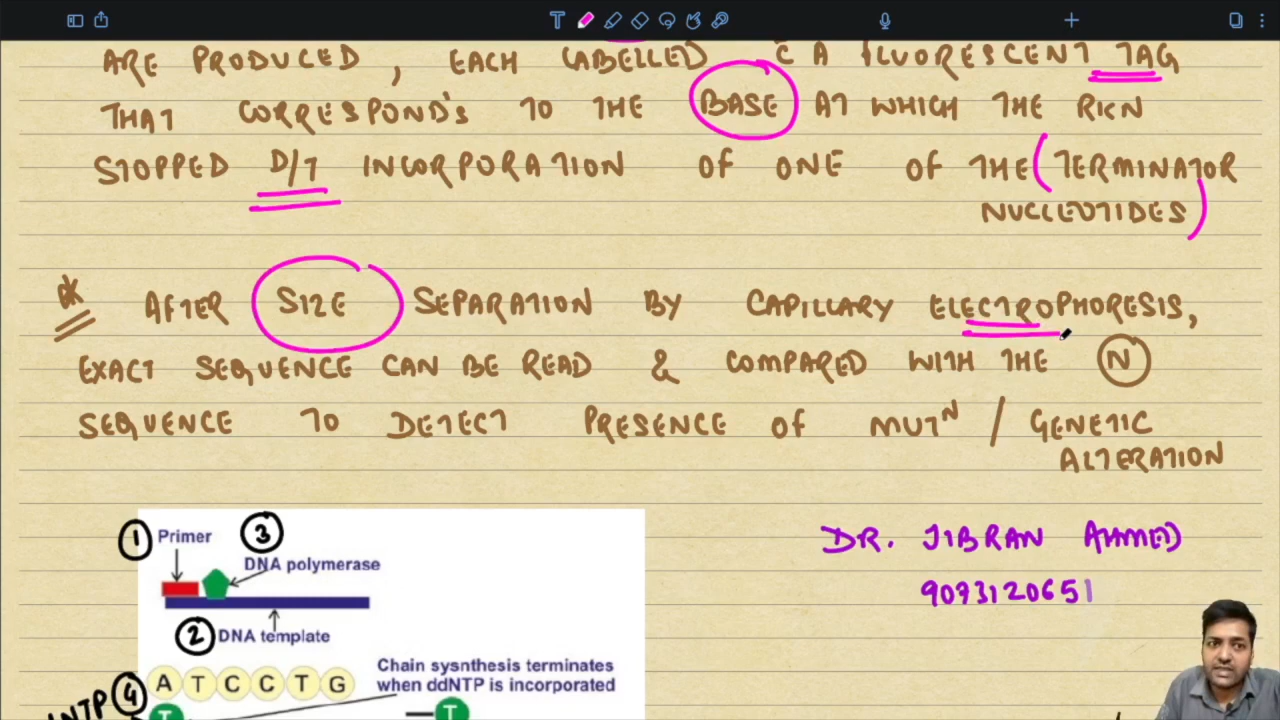 ARE PRODUCED, EACH LABELLED C̄ A FLUORESCENT TAG
THAT CORRESPOND'S TO THE BASE AT WHICH THE RXN
STOPPED D/T INCORPORATION OF ONE OF THE (TERMINATOR
NUCLEOTIDES)
* AFTER SIZE SEPARATION BY CAPILLARY ELECTROPHORESIS,
EXACT SEQUENCE CAN BE READ & COMPARED WITH THE N
SEQUENCE TO DETECT PRESENCE OF MUTN / GENETIC
ALTERATION
1 Primer 3
DNA polymerase
2 DNA template
DR. JIBRAN AHMED
9073120651
Chain sysnthesis terminates
when ddNTP is incorporated
4 A T C C T G
T T